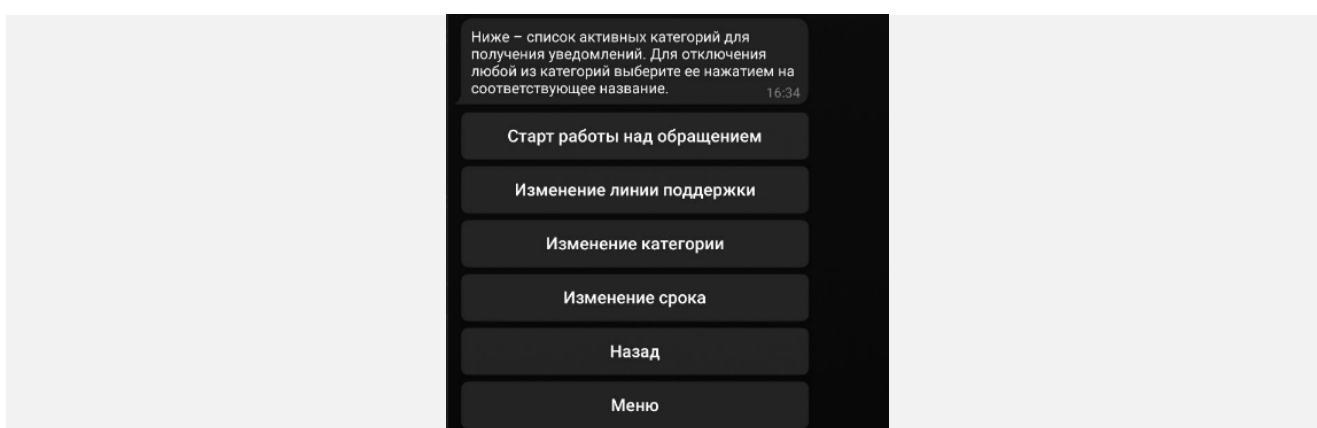 Ниже – список активных категорий для
получения уведомлений. Для отключения
любой из категорий выберите ее нажатием на
соответствующее название.
16:34
Старт работы над обращением
Изменение линии поддержки
Изменение категории
Изменение срока
Назад
Меню